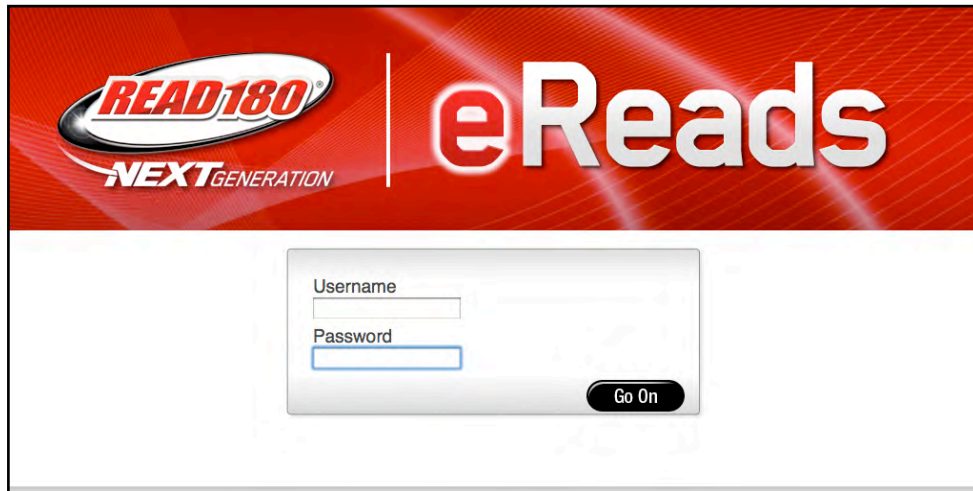 READ180®
NEXT GENERATION
eReads
Username
Password
Go On